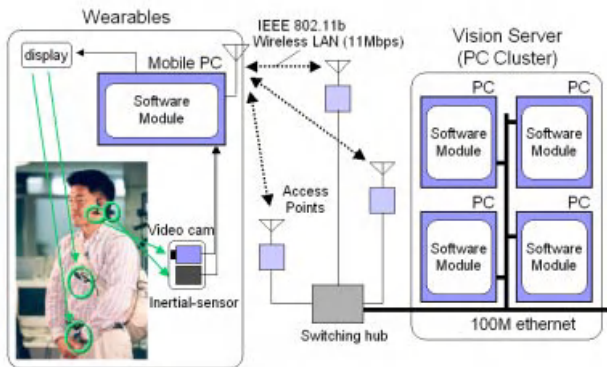 Wearables
display
Mobile PC
Software
Module
Video cam
Inertial-sensor
IEEE 802.11b
Wireless LAN (11Mbps)
Access
Points
Switching hub
Vision Server
(PC Cluster)
PC
Software
Module
PC
Software
Module
PC
Software
Module
PC
Software
Module
100M ethernet